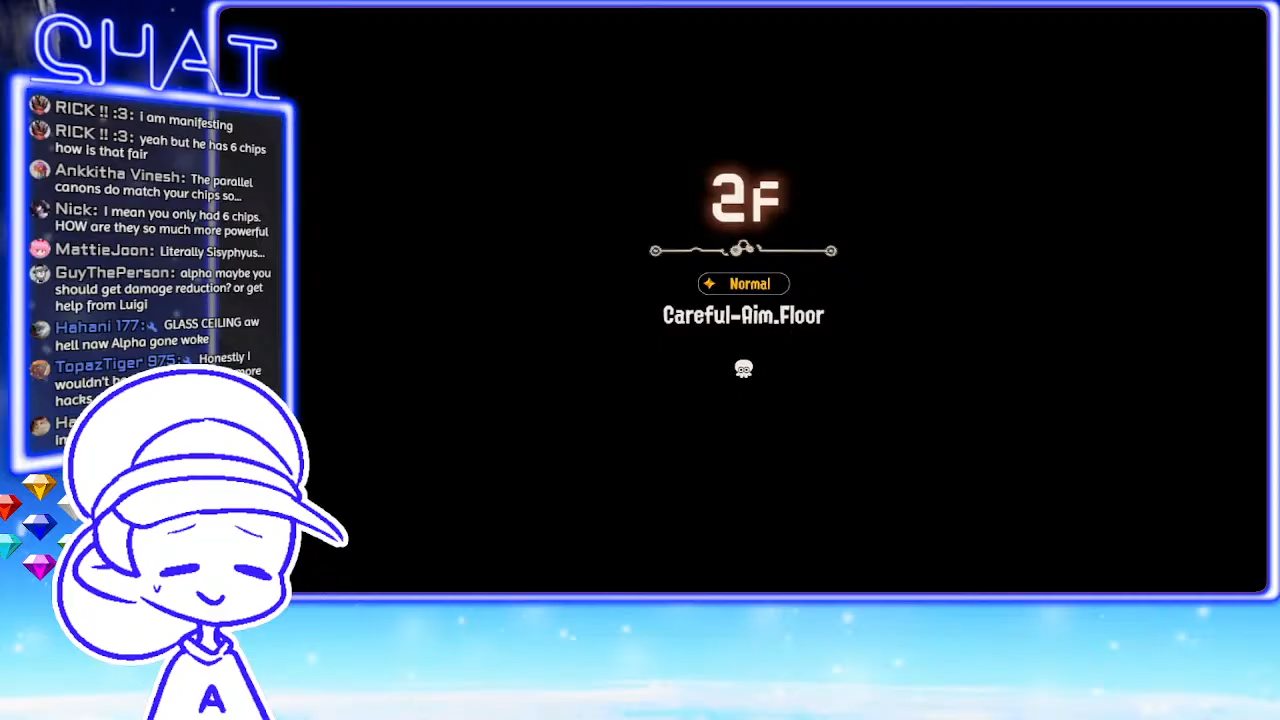 CHAT
RICK !! :3: i am manifesting
RICK !! :3: yeah but he has 6 chips
how is that fair
Ankkitha Vinesh: The parallel
canons do match your chips so...
Nick: I mean you only had 6 chips.
HOW are they so much more powerful
MattieJoon: Literally Sisyphus...
GuyThePerson: alpha maybe you
should get damage reduction? or get
help from Luigi
Hahani 177: GLASS CEILING aw
hell naw Alpha gone woke
TopazTiger 975: Honestly I
wouldn't more
hacks
2F
Normal
Careful-Aim.Floor
A